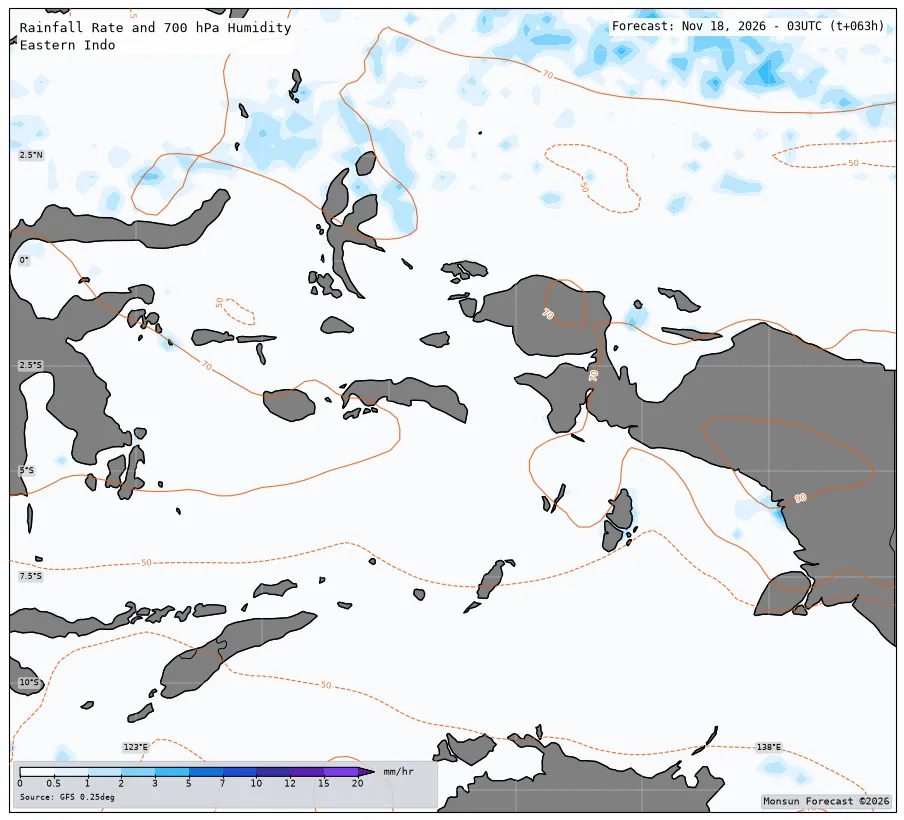 Rainfall Rate and 700 hPa Humidity
Eastern Indo
Forecast: Nov 18, 2026 - 03UTC (t+063h)
70
2.5°N
50
50
0°
50
70
70
2.5°S
70
5°S
90
50
7.5°S
50
10°S
123°E
138°E
0 0.5 1 2 3 5 7 10 12 15 20 mm/hr
Source: GFS 0.25deg
Monsun Forecast ©2026